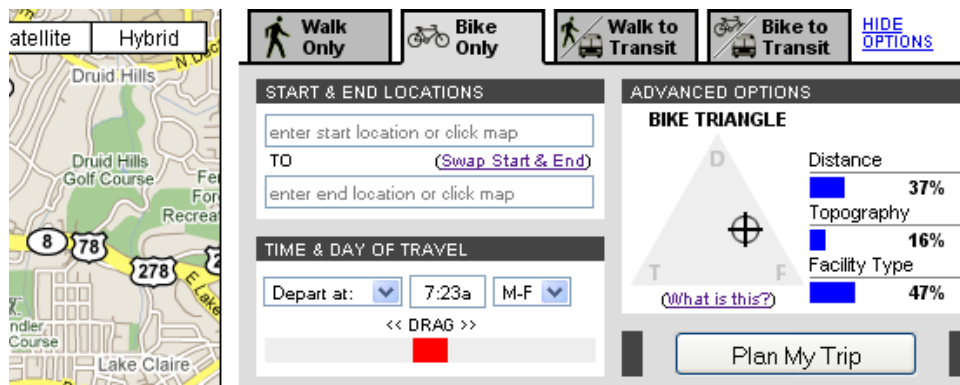 atellite
Hybrid
Druid Hills
Druid Hills
Golf Course
Recrea
8
78
278
E Lake
ndler
Course
Lake Claire
Walk
Only
Bike
Only
Walk to
Transit
Bike to
Transit
HIDE
OPTIONS
START & END LOCATIONS
enter start location or click map
TO
(Swap Start & End)
enter end location or click map
TIME & DAY OF TRAVEL
Depart at:
7:23a
M-F
<< DRAG >>
ADVANCED OPTIONS
BIKE TRIANGLE
D
T
F
(What is this?)
Distance
37%
Topography
16%
Facility Type
47%
Plan My Trip